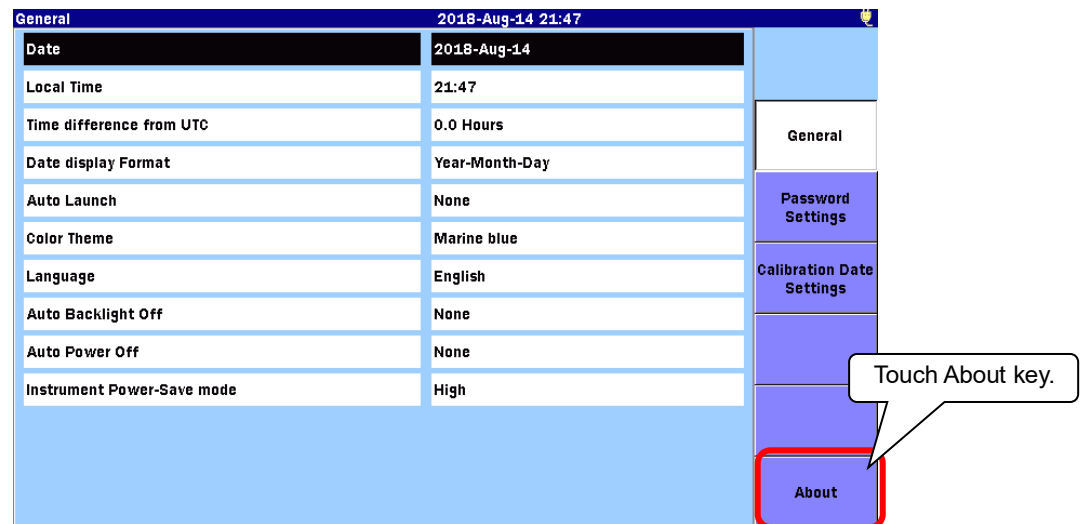 General 2018-Aug-14 21:47
Date 2018-Aug-14
Local Time 21:47
Time difference from UTC 0.0 Hours
Date display Format Year-Month-Day
Auto Launch None
Color Theme Marine blue
Language English
Auto Backlight Off None
Auto Power Off None
Instrument Power-Save mode High
General
Password
Settings
Calibration Date
Settings
Touch About key.
About